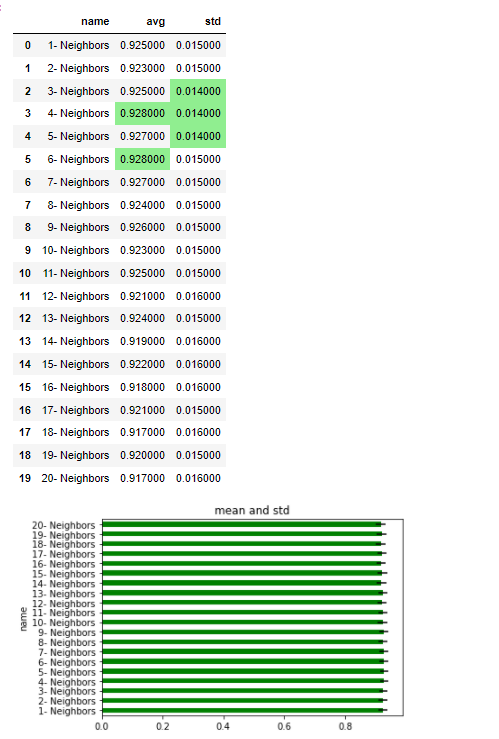 name avg std
0 1- Neighbors 0.925000 0.015000
1 2- Neighbors 0.923000 0.015000
2 3- Neighbors 0.925000 0.014000
3 4- Neighbors 0.928000 0.014000
4 5- Neighbors 0.927000 0.014000
5 6- Neighbors 0.928000 0.015000
6 7- Neighbors 0.927000 0.015000
7 8- Neighbors 0.924000 0.015000
8 9- Neighbors 0.926000 0.015000
9 10- Neighbors 0.923000 0.015000
10 11- Neighbors 0.925000 0.015000
11 12- Neighbors 0.921000 0.016000
12 13- Neighbors 0.924000 0.015000
13 14- Neighbors 0.919000 0.016000
14 15- Neighbors 0.922000 0.016000
15 16- Neighbors 0.918000 0.016000
16 17- Neighbors 0.921000 0.015000
17 18- Neighbors 0.917000 0.016000
18 19- Neighbors 0.920000 0.015000
19 20- Neighbors 0.917000 0.016000
mean and std
20- Neighbors
19- Neighbors
18- Neighbors
17- Neighbors
16- Neighbors
15- Neighbors
14- Neighbors
13- Neighbors
12- Neighbors
11- Neighbors
10- Neighbors
9- Neighbors
8- Neighbors
7- Neighbors
6- Neighbors
5- Neighbors
4- Neighbors
3- Neighbors
2- Neighbors
1- Neighbors
name
0.0 0.2 0.4 0.6 0.8